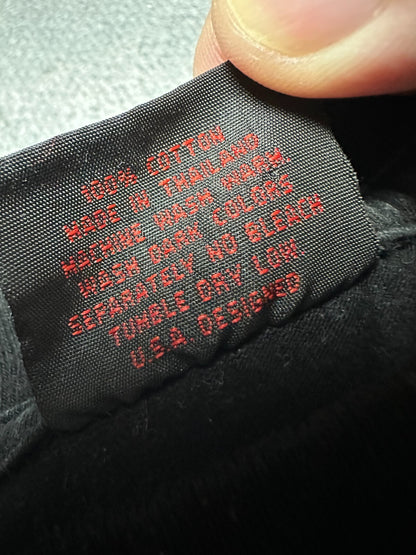 100% COTTON
MADE IN THAILAND
MACHINE WASH WARM.
WASH DARK COLORS
SEPARATELY NO BLEACH
TUMBLE DRY LOW
U.S.A. DESIGNED